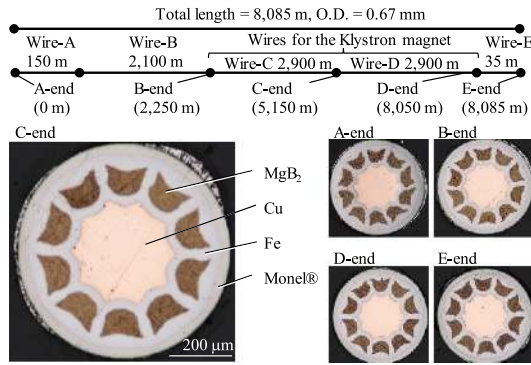 Total length = 8,085 m, O.D. = 0.67 mm
Wire-A
Wire-B
Wires for the Klystron magnet
Wire-E
150 m
2,100 m
Wire-C 2,900 m
Wire-D 2,900 m
35 m
A-end
B-end
C-end
D-end
E-end
(0 m)
(2,250 m)
(5,150 m)
(8,050 m)
(8,085 m)
C-end
MgB₂
Cu
Fe
Monel®
200 μm
A-end
B-end
D-end
E-end